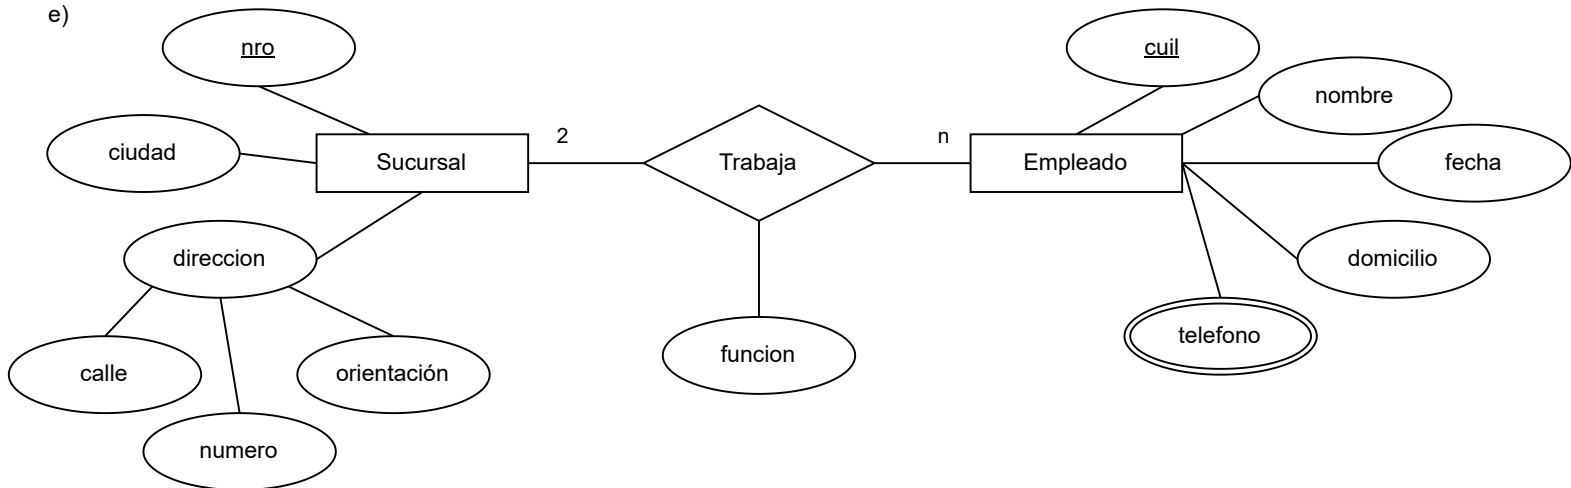 e)
nro
cuil
nombre
ciudad
2
n
Sucursal
Trabaja
Empleado
fecha
direccion
domicilio
telefono
funcion
calle
orientación
numero